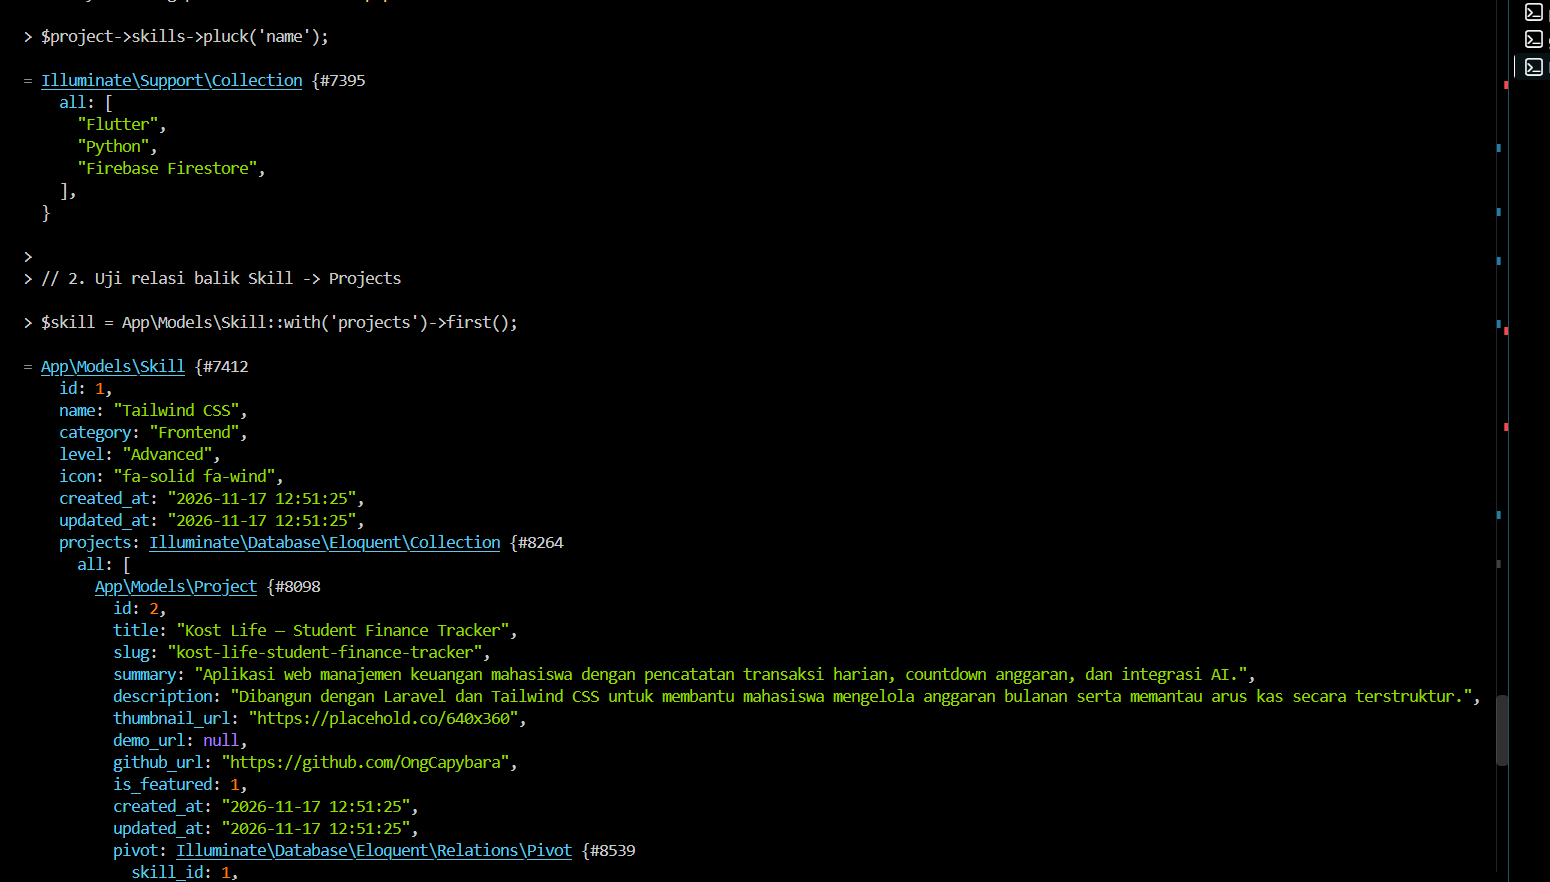 > $project->skills->pluck('name');
= Illuminate\Support\Collection {#7395
all: [
"Flutter",
"Python",
"Firebase Firestore",
],
}
>
> // 2. Uji relasi balik Skill -> Projects
> $skill = App\Models\Skill::with('projects')->first();
= App\Models\Skill {#7412
id: 1,
name: "Tailwind CSS",
category: "Frontend",
level: "Advanced",
icon: "fa-solid fa-wind",
created_at: "2026-11-17 12:51:25",
updated_at: "2026-11-17 12:51:25",
projects: Illuminate\Database\Eloquent\Collection {#8264
all: [
App\Models\Project {#8098
id: 2,
title: "Kost Life — Student Finance Tracker",
slug: "kost-life-student-finance-tracker",
summary: "Aplikasi web manajemen keuangan mahasiswa dengan pencatatan transaksi harian, countdown anggaran, dan integrasi AI.",
description: "Dibangun dengan Laravel dan Tailwind CSS untuk membantu mahasiswa mengelola anggaran bulanan serta memantau arus kas secara terstruktur.",
thumbnail_url: "https://placehold.co/640x360",
demo_url: null,
github_url: "https://github.com/OngCapybara",
is_featured: 1,
created_at: "2026-11-17 12:51:25",
updated_at: "2026-11-17 12:51:25",
pivot: Illuminate\Database\Eloquent\Relations\Pivot {#8539
skill_id: 1,